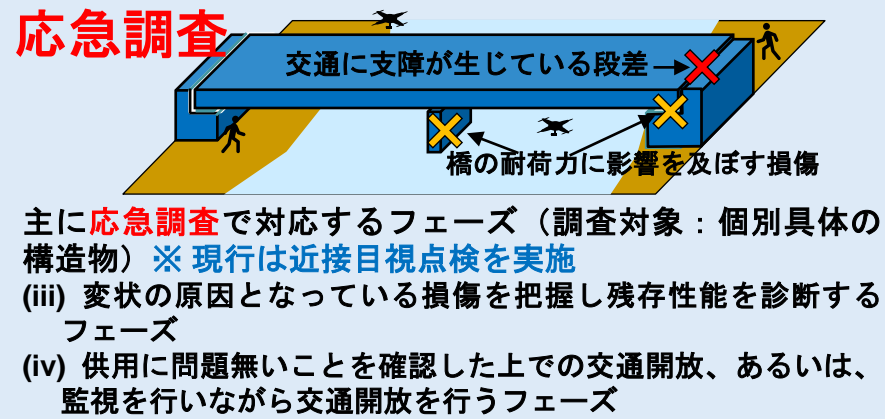 応急調査
交通に支障が生じている段差
橋の耐荷力に影響を及ぼす損傷
主に応急調査で対応するフェーズ（調査対象：個別具体の
構造物）※ 現行は近接目視点検を実施
(iii) 変状の原因となっている損傷を把握し残存性能を診断する
フェーズ
(iv) 供用に問題無いことを確認した上での交通開放、あるいは、
監視を行いながら交通開放を行うフェーズ